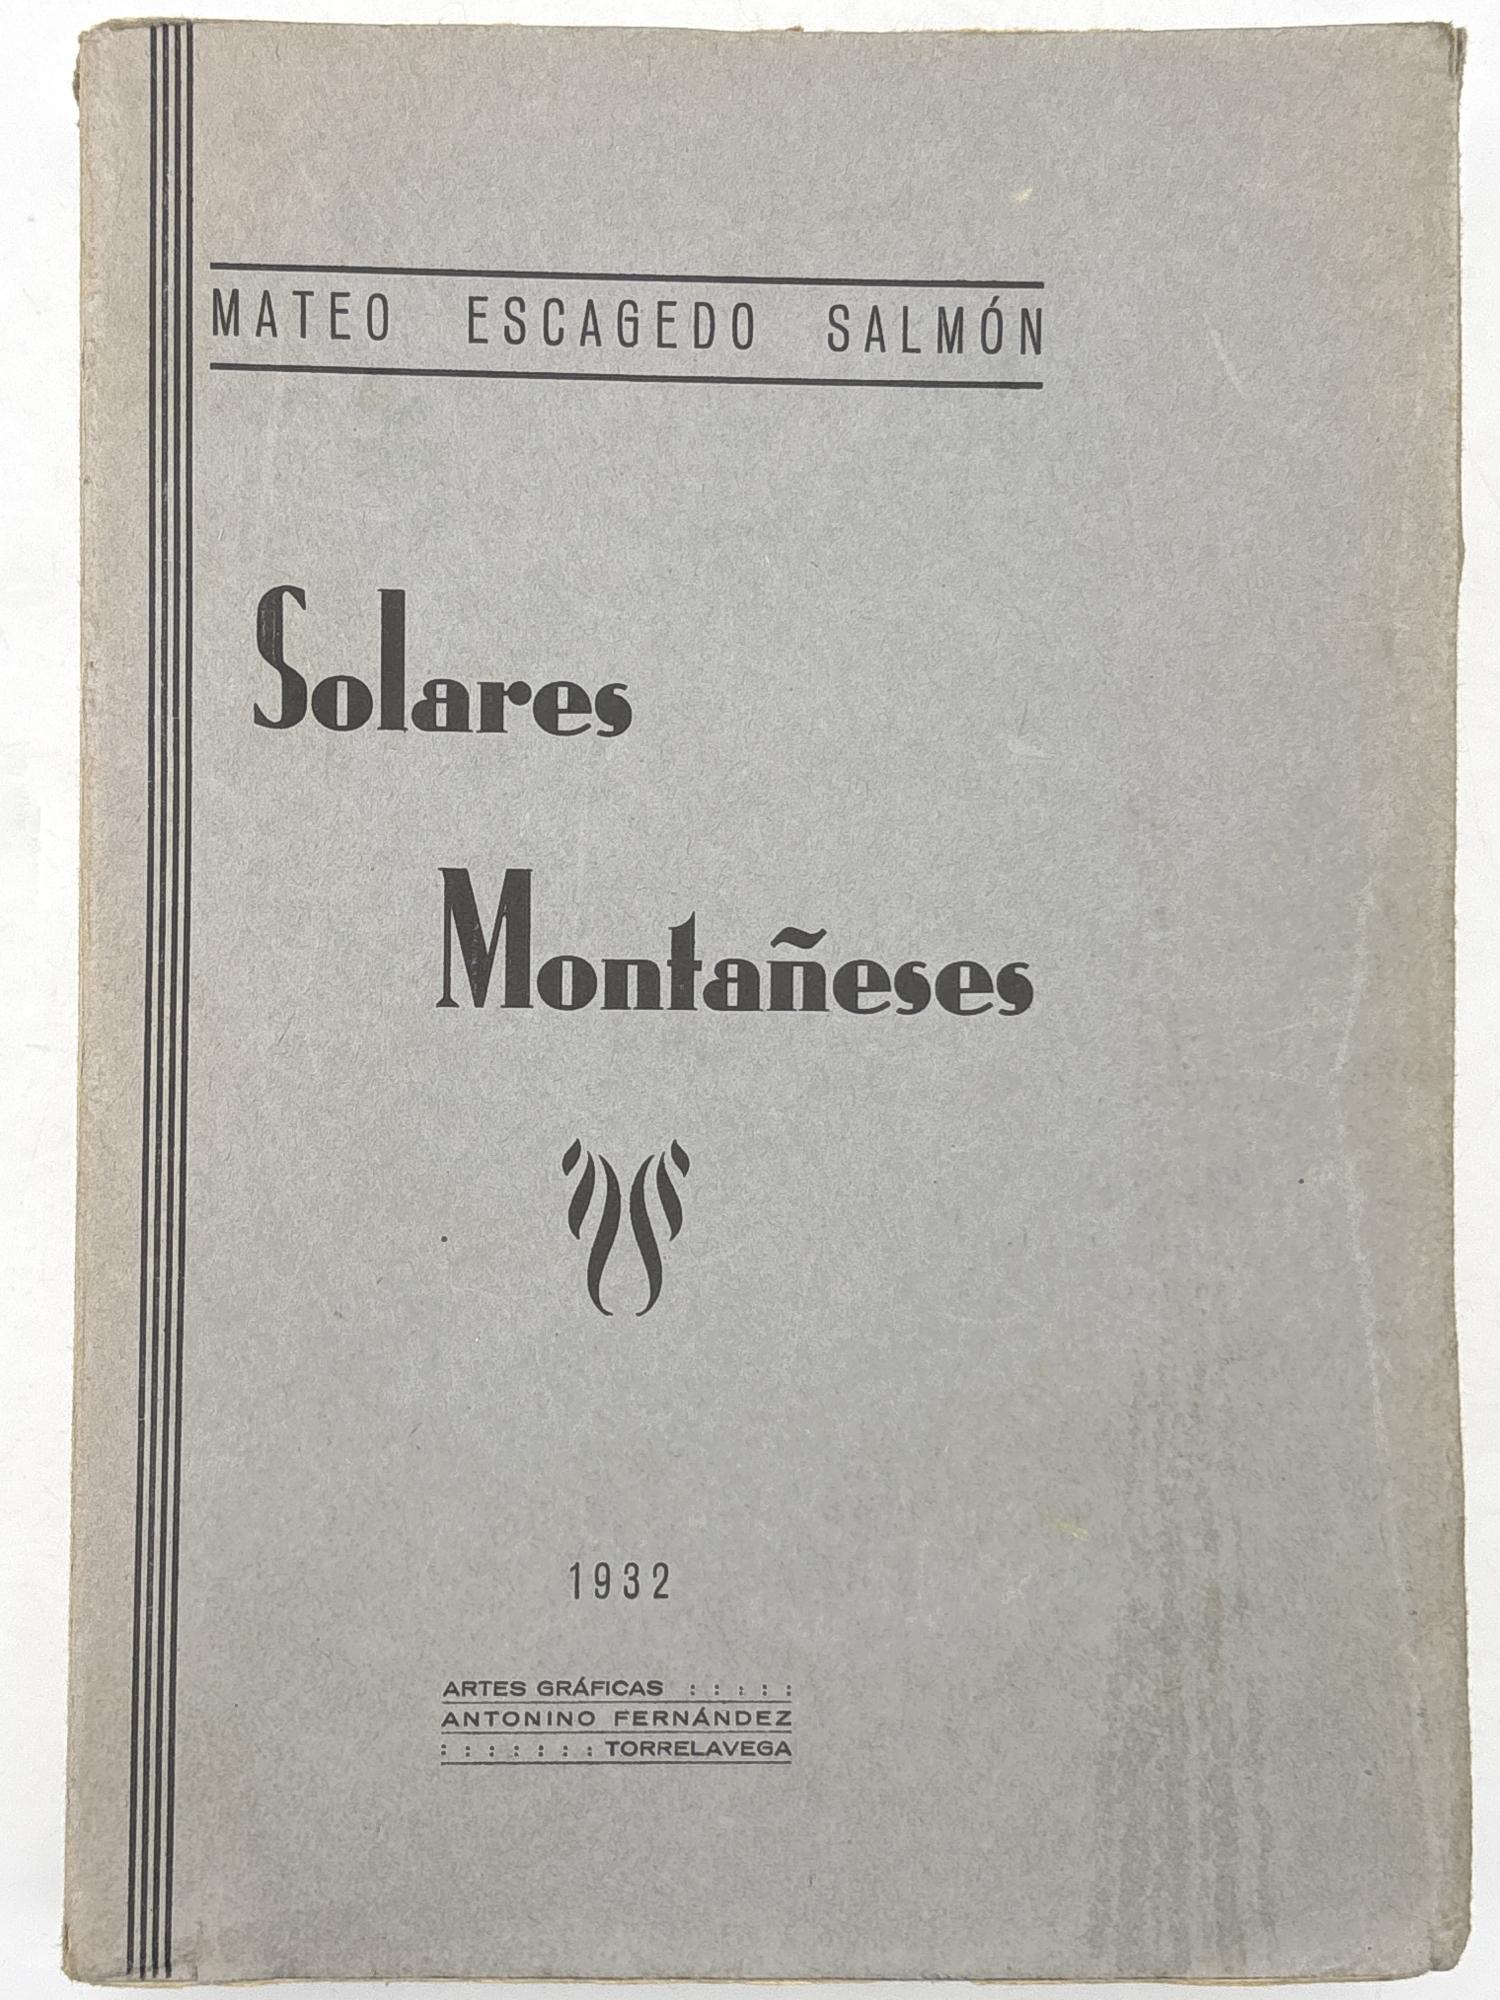 MATEO ESCAGEDO SALMÓN
Solares
Montañeses
1932
ARTES GRÁFICAS : : : : :
ANTONINO FERNÁNDEZ
: : : : : : : TORRELAVEGA